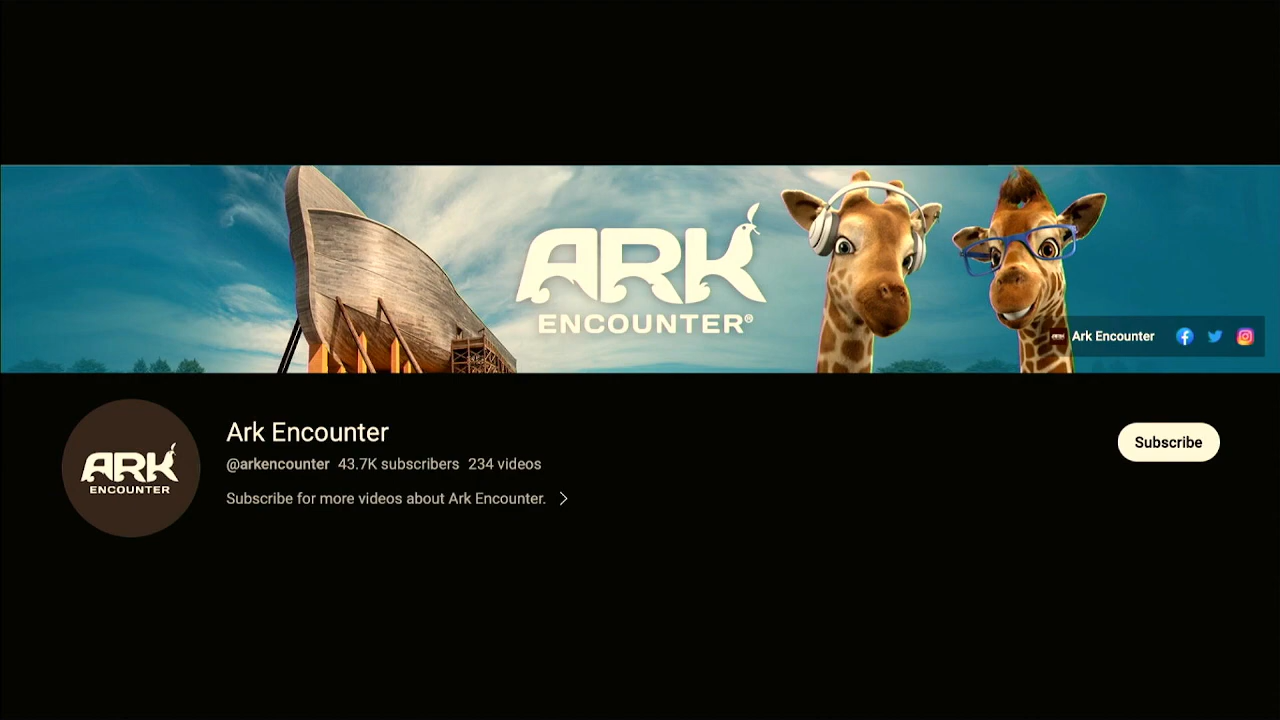 ARK
ENCOUNTER®
Ark Encounter
ARK
ENCOUNTER
Ark Encounter
@arkencounter 43.7K subscribers 234 videos
Subscribe for more videos about Ark Encounter.
Subscribe